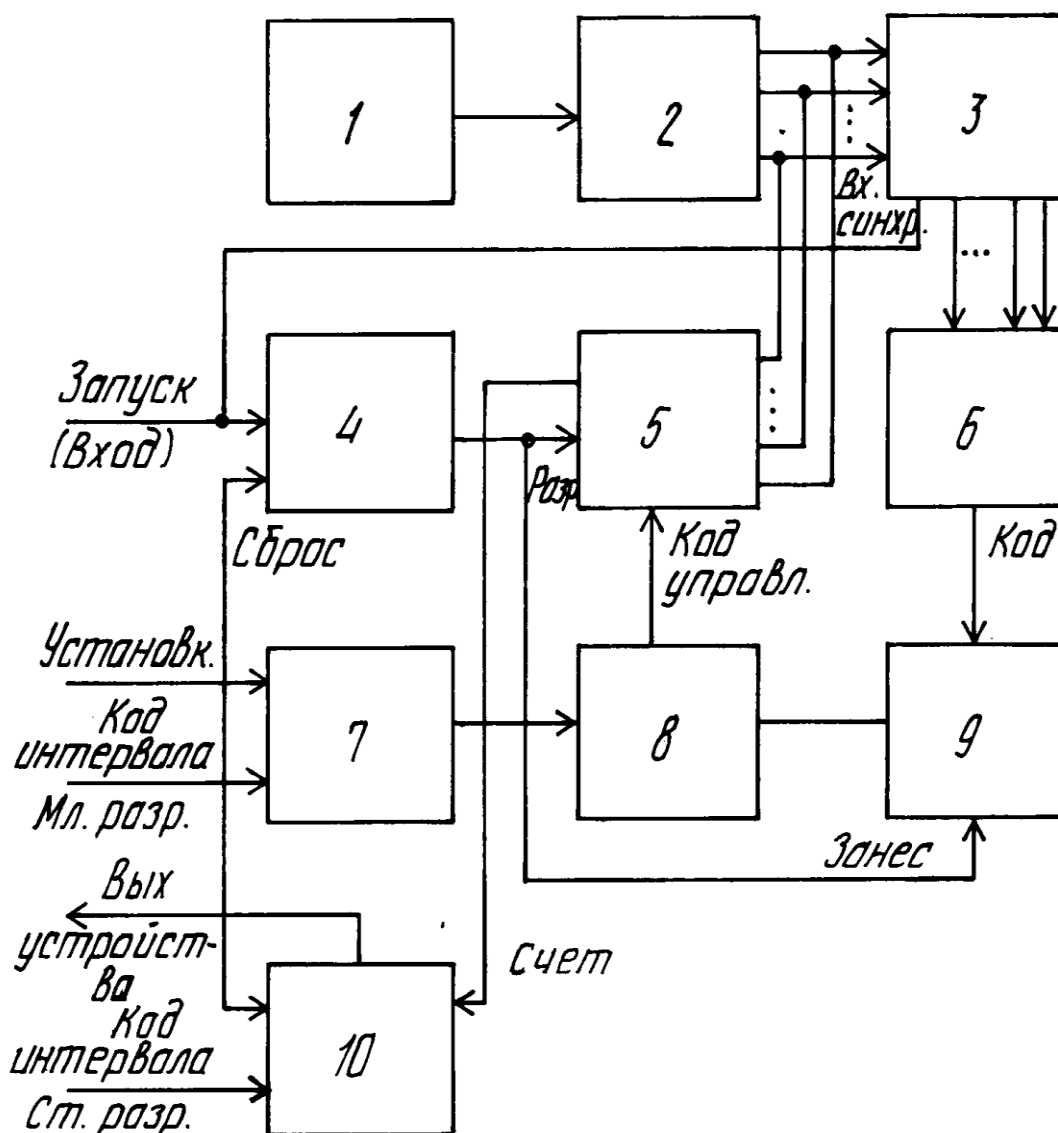 1
2
3
Вх.
синхр.
...
Запуск
(Вход)
4
5
6
Разр
Сброс
Код
управл.
Код
Установк.
Код
интервала
Мл. разр.
7
8
9
Занес
Вых
устройст-
ва
Счет
Код
интервала
Ст. разр.
10